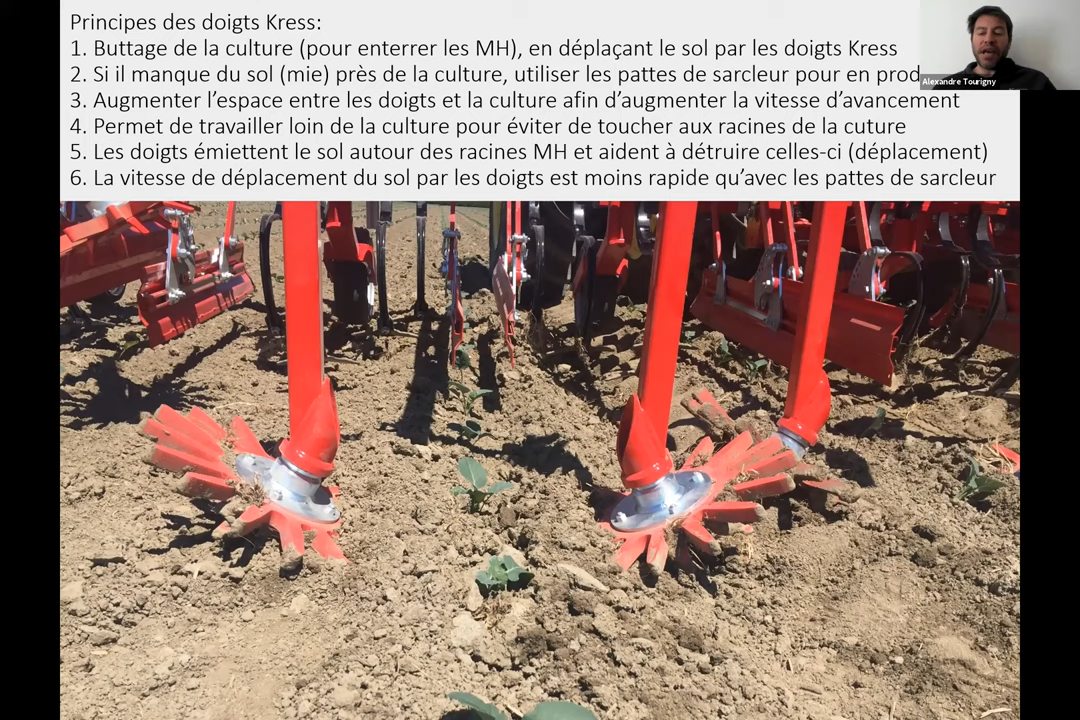 Principes des doigts Kress:
1. Buttage de la culture (pour enterrer les MH), en déplaçant le sol par les doigts Kress
2. Si il manque du sol (mie) près de la culture, utiliser les pattes de sarcleur pour en prod
3. Augmenter l’espace entre les doigts et la culture afin d’augmenter la vitesse d’avancement
4. Permet de travailler loin de la culture pour éviter de toucher aux racines de la cuture
5. Les doigts émiettent le sol autour des racines MH et aident à détruire celles-ci (déplacement)
6. La vitesse de déplacement du sol par les doigts est moins rapide qu’avec les pattes de sarcleur
Alexandre Tourigny